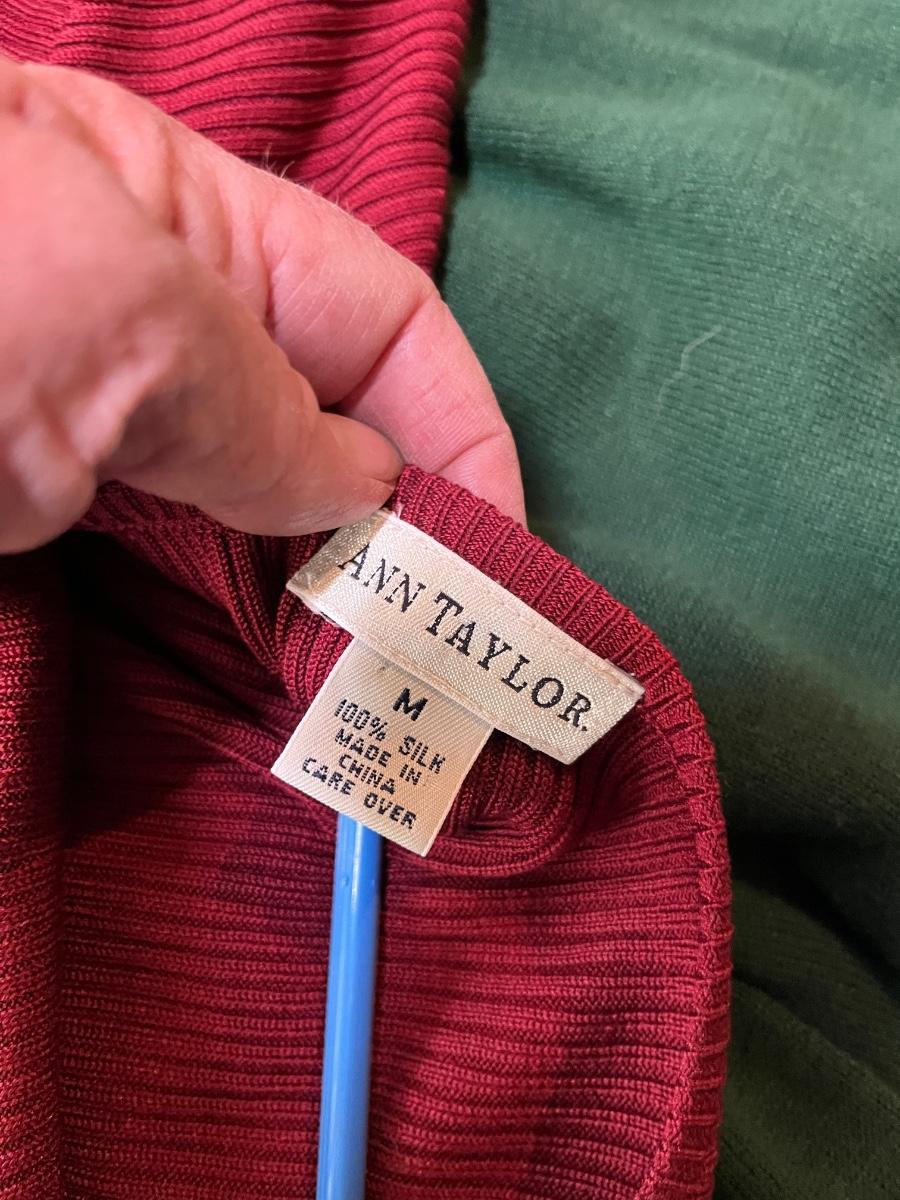 ANN TAYLOR.
M
100% SILK
MADE IN
CHINA
CARE OVER